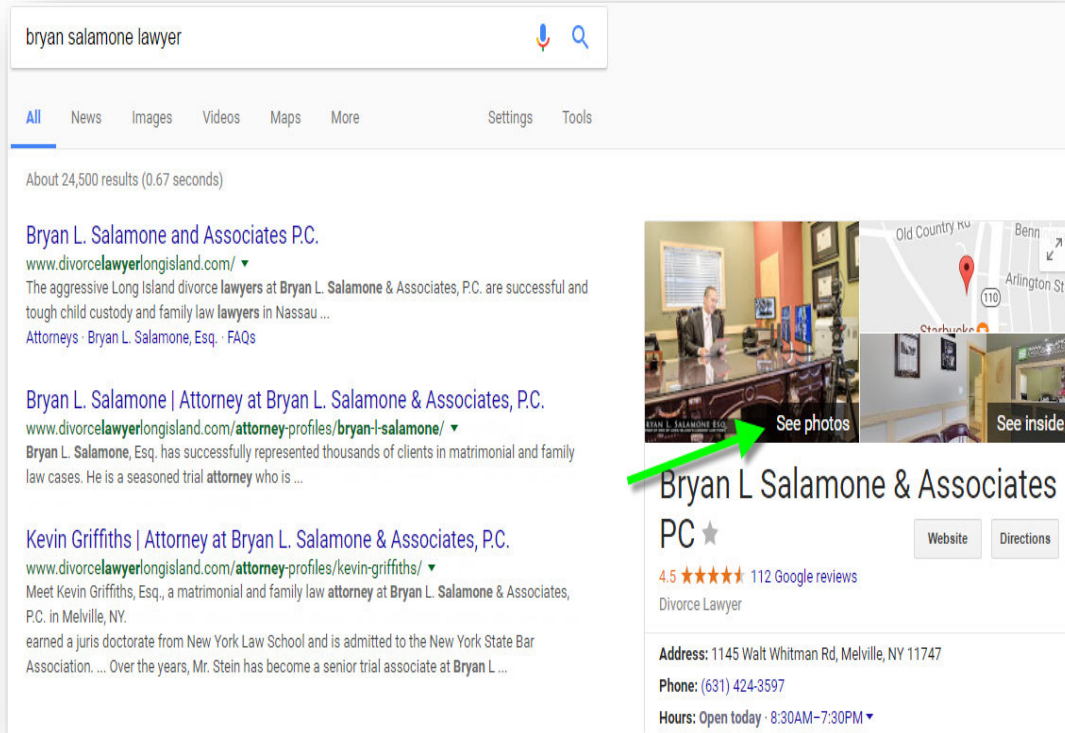 bryan salamone lawyer
All News Images Videos Maps More Settings Tools
About 24,500 results (0.67 seconds)
Bryan L. Salamone and Associates P.C.
www.divorcelawyerlongisland.com/
The aggressive Long Island divorce lawyers at Bryan L. Salamone & Associates, P.C. are successful and
tough child custody and family law lawyers in Nassau ...
Attorneys · Bryan L. Salamone, Esq. · FAQs
Bryan L. Salamone | Attorney at Bryan L. Salamone & Associates, P.C.
www.divorcelawyerlongisland.com/attorney-profiles/bryan-l-salamone/
Bryan L. Salamone, Esq. has successfully represented thousands of clients in matrimonial and family
law cases. He is a seasoned trial attorney who is ...
Kevin Griffiths | Attorney at Bryan L. Salamone & Associates, P.C.
www.divorcelawyerlongisland.com/attorney-profiles/kevin-griffiths/
Meet Kevin Griffiths, Esq., a matrimonial and family law attorney at Bryan L. Salamone & Associates,
P.C. in Melville, NY.
earned a juris doctorate from New York Law School and is admitted to the New York State Bar
Association. ... Over the years, Mr. Stein has become a senior trial associate at Bryan L ...
Old Country Rd
Benn
Arlington St
110
Starbucks
BRYAN L. SALAMONE ESQ.
See photos
See inside
Bryan L Salamone & Associates
PC
Website
Directions
4.5 112 Google reviews
Divorce Lawyer
Address: 1145 Walt Whitman Rd, Melville, NY 11747
Phone: (631) 424-3597
Hours: Open today · 8:30AM–7:30PM